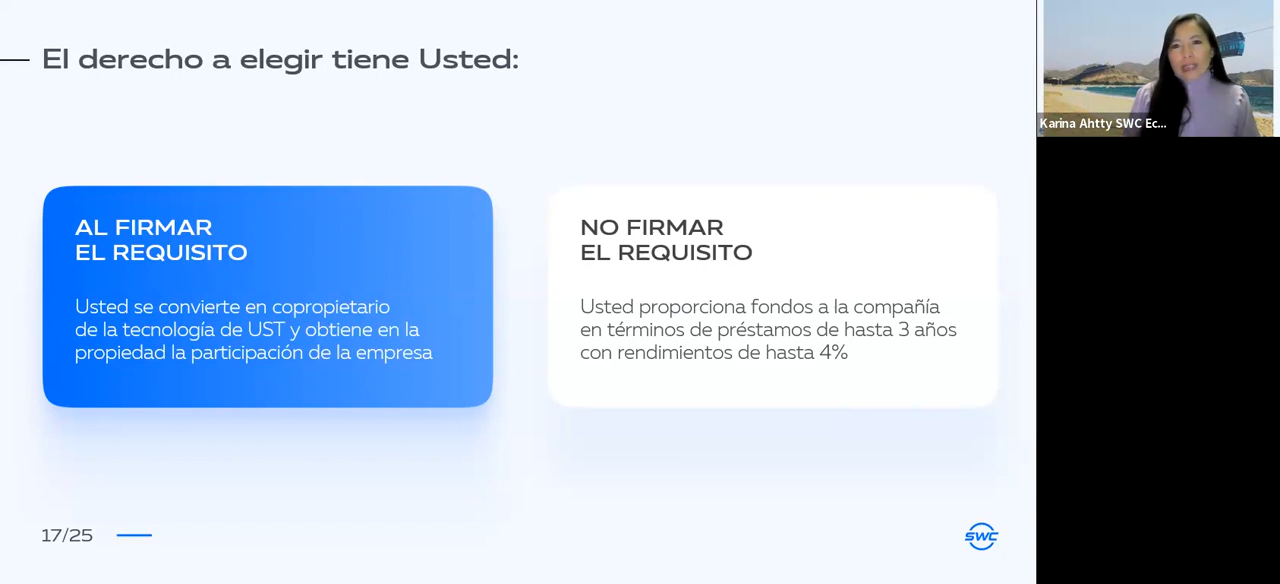 El derecho a elegir tiene Usted:
AL FIRMAR
EL REQUISITO
Usted se convierte en copropietario
de la tecnología de UST y obtiene en la
propiedad la participación de la empresa
NO FIRMAR
EL REQUISITO
Usted proporciona fondos a la compañía
en términos de préstamos de hasta 3 años
con rendimientos de hasta 4%
17/25
SWC
Karina Ahtty SWC Ec...